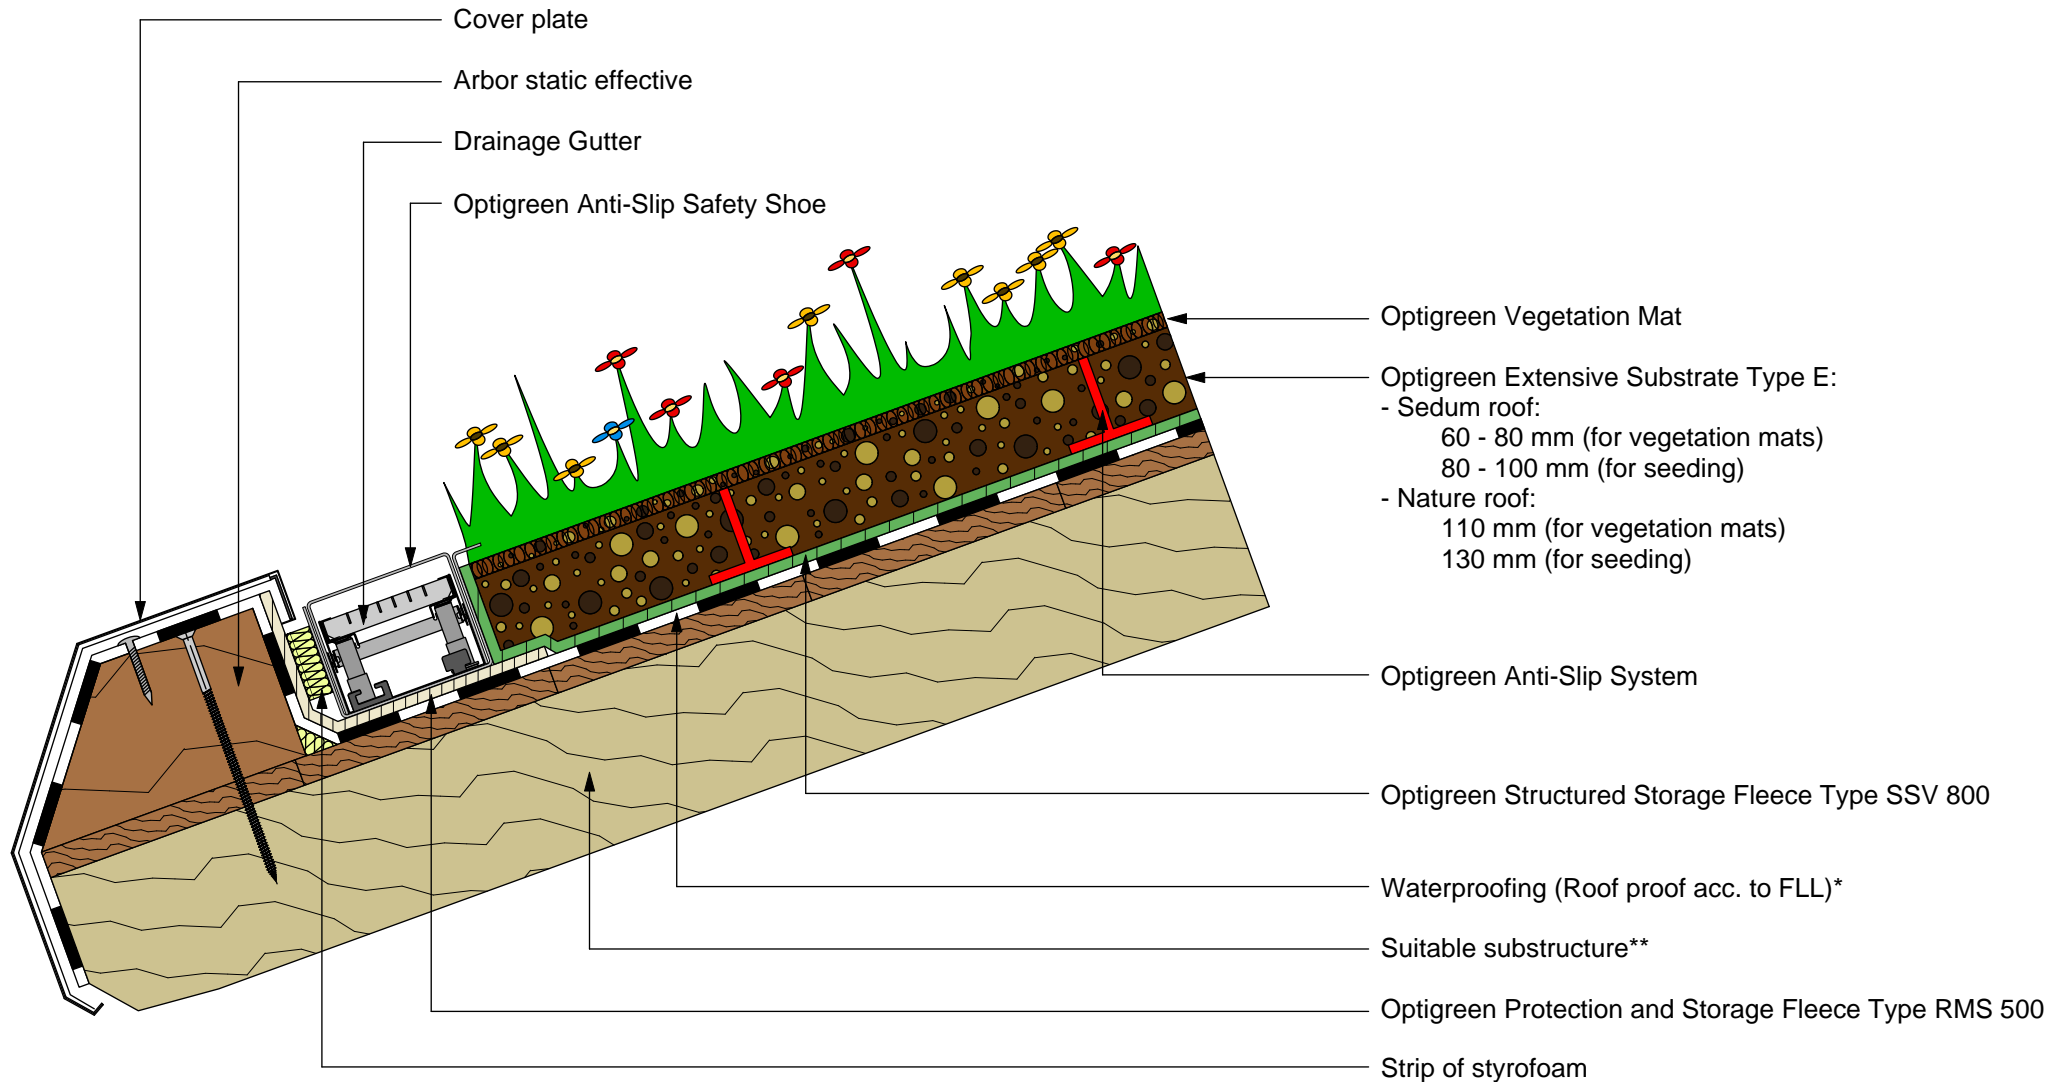 Cover plate
Arbor static effective
Drainage Gutter
Optigreen Anti-Slip Safety Shoe
Optigreen Vegetation Mat
Optigreen Extensive Substrate Type E:
- Sedum roof:
60 - 80 mm (for vegetation mats)
80 - 100 mm (for seeding)
- Nature roof:
110 mm (for vegetation mats)
130 mm (for seeding)
Optigreen Anti-Slip System
Optigreen Structured Storage Fleece Type SSV 800
Waterproofing (Roof proof acc. to FLL)*
Suitable substructure**
Optigreen Protection and Storage Fleece Type RMS 500
Strip of styrofoam